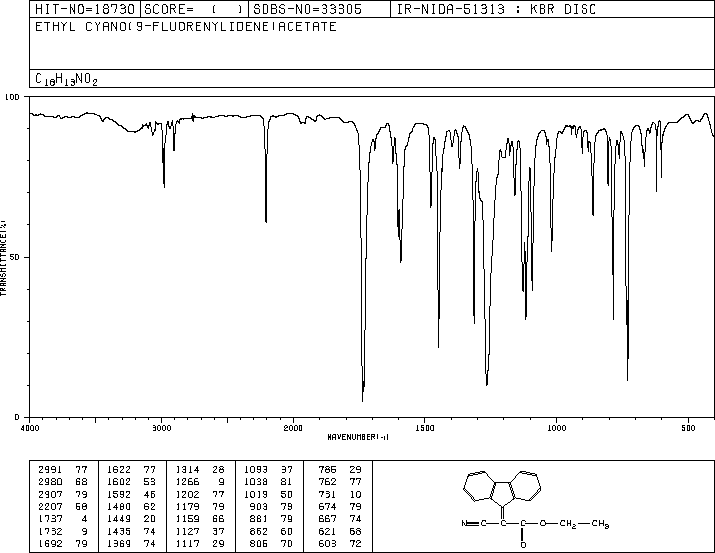 HIT-NO=18730 SCORE= ( ) SDBS-NO=33305 IR-NIDA-51313 : KBR DISC
ETHYL CYANO(9-FLUORENYLIDENE)ACETATE
C18H13NO2
100
50
0
TRANSMITTANCE(%)
4000 3000 2000 1500 1000 500
WAVENUMBER(-1)
2991 77 1622 77 1314 28 1093 37 786 29
2980 68 1602 53 1266 9 1038 81 762 77
2907 79 1592 46 1202 77 1019 50 731 10
2207 58 1480 62 1179 79 903 79 674 79
1737 4 1449 20 1159 66 881 79 667 74
1732 9 1435 74 1127 37 862 60 621 68
1692 79 1369 74 1117 29 806 70 603 72
N C C C O CH2 CH3
O